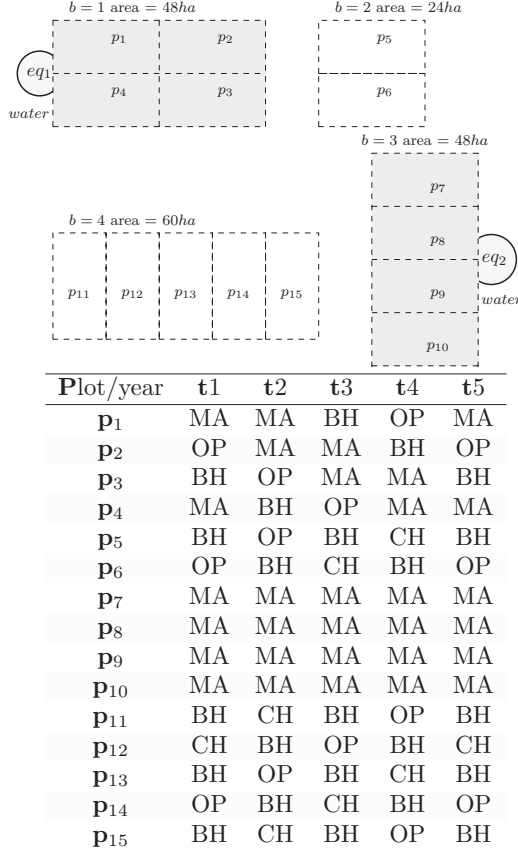 b = 1 area = 48ha
b = 2 area = 24ha
p1 p2
p5
eq1
p4 p3
p6
water
b = 3 area = 48ha
p7
b = 4 area = 60ha
p8
eq2
p11 p12 p13 p14 p15
p9
water
p10
Plot/year t1 t2 t3 t4 t5
p1 MA MA BH OP MA
p2 OP MA MA BH OP
p3 BH OP MA MA BH
p4 MA BH OP MA MA
p5 BH OP BH CH BH
p6 OP BH CH BH OP
p7 MA MA MA MA MA
p8 MA MA MA MA MA
p9 MA MA MA MA MA
p10 MA MA MA MA MA
p11 BH CH BH OP BH
p12 CH BH OP BH CH
p13 BH OP BH CH BH
p14 OP BH CH BH OP
p15 BH CH BH OP BH